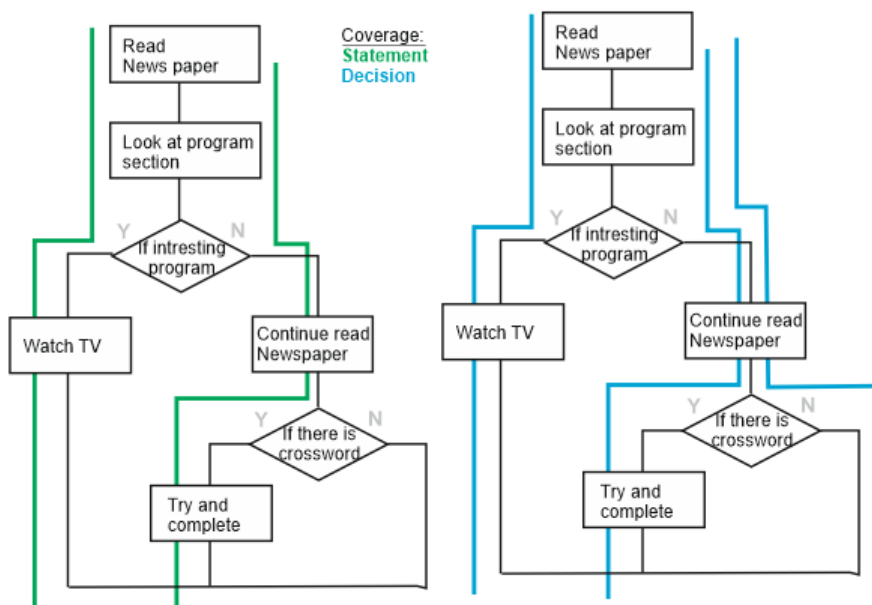 Read
News paper
Coverage:
Statement
Decision
Look at program
section
Y
N
If intresting
program
Watch TV
Continue read
Newspaper
Y
N
If there is
crossword
Try and
complete
Read
News paper
Look at program
section
Y
N
If intresting
program
Watch TV
Continue read
Newspaper
Y
N
If there is
crossword
Try and
complete